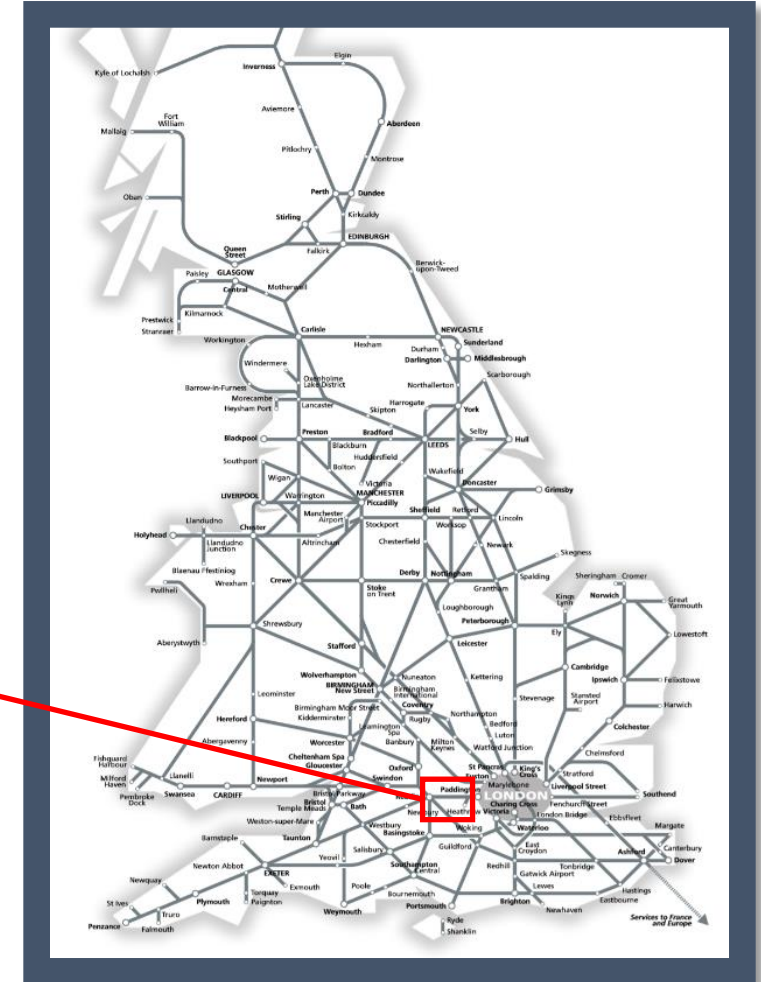 Elgin
Inverness
Kyle of Lochalsh
Aviemore
Fort
William
Aberdeen
Mallaig
Pitlochry
Montrose
Perth
Dundee
Oban
Stirling
Kirkcaldy
EDINBURGH
Queen
Street
Falkirk
Berwick-
upon-Tweed
Paisley
GLASGOW
Central
Motherwell
Kilmarnock
Prestwick
Stranraer
Carlisle
NEWCASTLE
Workington
Hexham
Durham
Sunderland
Darlington
Middlesbrough
Windermere
Scarborough
Oxenholme
Lake District
Barrow-in-Furness
Northallerton
Morecambe
Heysham Port
Lancaster
Skipton
Harrogate
York
Blackpool
Preston
Bradford
LEEDS
Selby
Hull
Blackburn
Huddersfield
Southport
Bolton
Wakefield
Wigan
Victoria
Doncaster
LIVERPOOL
Warrington
MANCHESTER
Piccadilly
Grimsby
Manchester
Airport
Stockport
Sheffield
Retford
Worksop
Lincoln
Llandudno
Chester
Holyhead
Llandudno
Junction
Altrincham
Chesterfield
Newark
Skegness
Blaenau Ffestiniog
Wrexham
Crewe
Stoke
on Trent
Derby
Nottingham
Grantham
Spalding
Sheringham
Cromer
Pwllheli
Kings
Lynn
Norwich
Great
Yarmouth
Loughborough
Peterborough
Aberystwyth
Shrewsbury
Stafford
Leicester
Ely
Lowestoft
Wolverhampton
Nuneaton
Kettering
Cambridge
BIRMINGHAM
New Street
Birmingham
International
Ipswich
Felixstowe
Leominster
Birmingham Moor Street
Coventry
Stevenage
Stansted
Airport
Harwich
Hereford
Kidderminster
Rugby
Northampton
Leamington
Spa
Bedford
Colchester
Abergavenny
Worcester
Banbury
Milton
Keynes
Luton
Watford Junction
Chelmsford
Fishguard
Harbour
Cheltenham Spa
Gloucester
Oxford
St Pancras
King's
Cross
Milford
Haven
Llanelli
Newport
Swindon
Euston
Stratford
Marylebone
Liverpool Street
Pembroke
Dock
Swansea
CARDIFF
Bristol Parkway
Paddington
LONDON
Southend
Bristol
Temple Meads
Bath
Newbury
Heathrow
Victoria
Charing Cross
Fenchurch Street
London Bridge
Ebbsfleet
Weston-super-Mare
Westbury
Basingstoke
Woking
Waterloo
Margate
Barnstaple
Taunton
Salisbury
Guildford
East
Croydon
Canterbury
Newton Abbot
Yeovil
Southampton
Central
Redhill
Tonbridge
Ashford
Dover
Newquay
EXETER
Gatwick Airport
Exmouth
Poole
Lewes
Hastings
St Ives
Plymouth
Torquay
Paignton
Bournemouth
Eastbourne
Truro
Weymouth
Portsmouth
Brighton
Newhaven
Penzance
Falmouth
Ryde
Shanklin
Services to France
and Europe